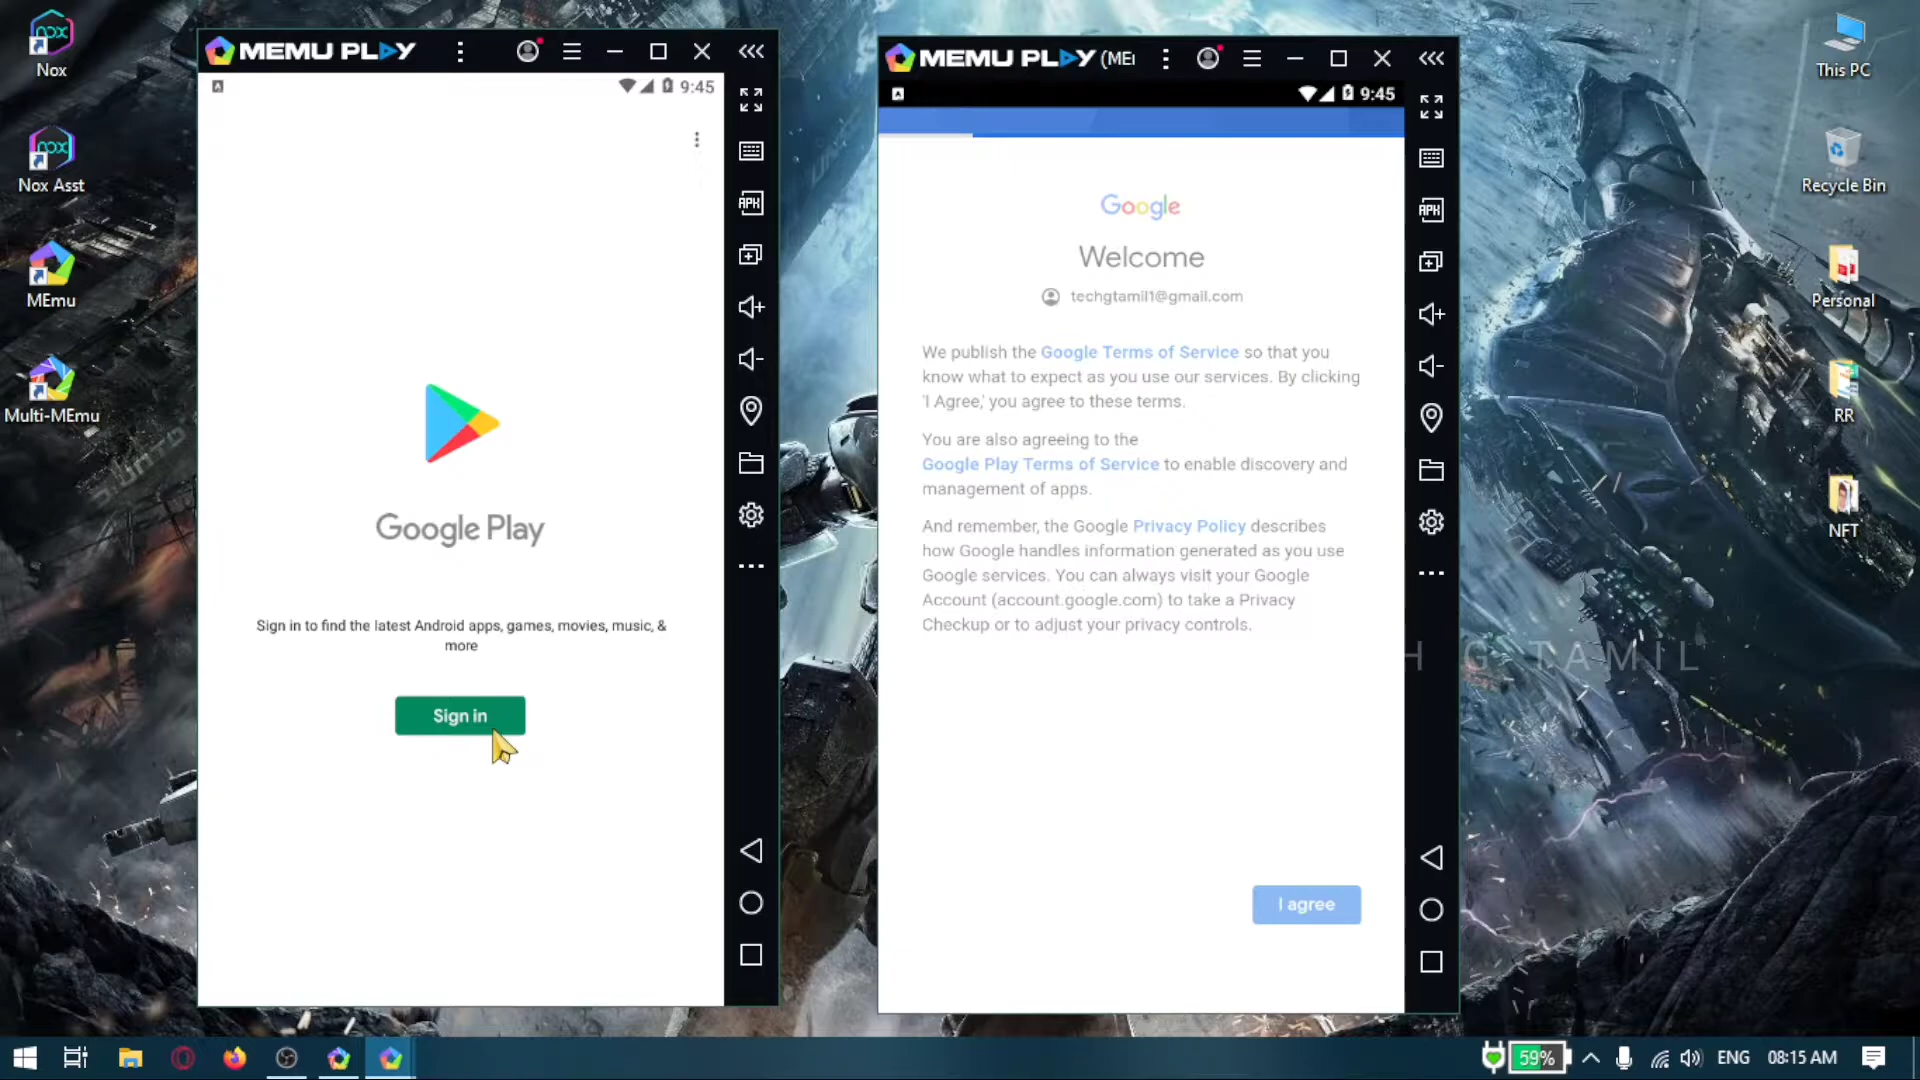 Nox
Nox Asst
MEmu
Multi-MEmu
MEMU PLAY
9:45
Google Play
Sign in to find the latest Android apps, games, movies, music, &
more
Sign in
APK
MEMU PLAY (MEı
9:45
Google
Welcome
techgtamil1@gmail.com
We publish the Google Terms of Service so that you
know what to expect as you use our services. By clicking
'I Agree,' you agree to these terms.
You are also agreeing to the
Google Play Terms of Service to enable discovery and
management of apps.
And remember, the Google Privacy Policy describes
how Google handles information generated as you use
Google services. You can always visit your Google
Account (account.google.com) to take a Privacy
Checkup or to adjust your privacy controls.
I agree
APK
H G TAMIL
This PC
Recycle Bin
Personal
RR
NFT
59%
ENG
08:15 AM